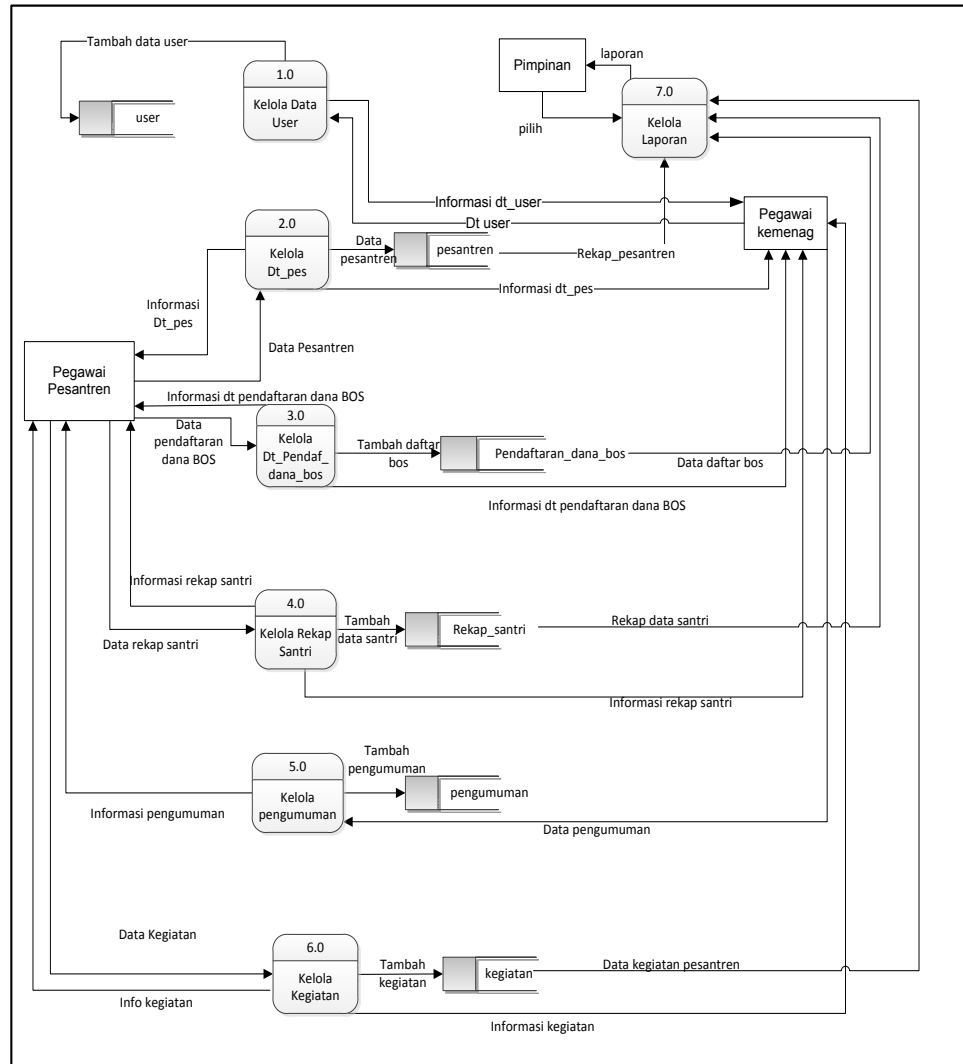 Tambah data user
1.0
Kelola Data
User
user
Pimpinan
laporan
pilih
7.0
Kelola
Laporan
Informasi dt_user
Dt user
Pegawai
kemenag
2.0
Kelola
Dt_pes
Data
pesantren
pesantren
Rekap_pesantren
Informasi dt_pes
Informasi
Dt_pes
Data Pesantren
Pegawai
Pesantren
Informasi dt pendaftaran dana BOS
Data
pendaftaran
dana BOS
3.0
Kelola
Dt_Pendaf_
dana_bos
Tambah daftar
bos
Pendaftaran_dana_bos
Data daftar bos
Informasi dt pendaftaran dana BOS
Informasi rekap santri
Data rekap santri
4.0
Kelola Rekap
Santri
Tambah
data santri
Rekap_santri
Rekap data santri
Informasi rekap santri
5.0
Kelola
pengumuman
Tambah
pengumuman
pengumuman
Informasi pengumuman
Data pengumuman
Data Kegiatan
6.0
Kelola
Kegiatan
Tambah
kegiatan
kegiatan
Data kegiatan pesantren
Info kegiatan
Informasi kegiatan